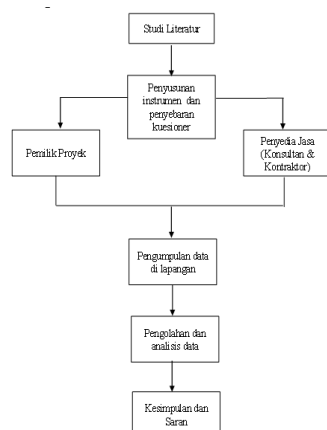 Studi Literatur
Penyusunan
instrumen dan
penyebaran
kuesioner
Pemilik Proyek
Penyedia Jasa
(Konsultan &
Kontraktor)
Pengumpulan data
di lapangan
Pengolahan dan
analisis data
Kesimpulan dan
Saran